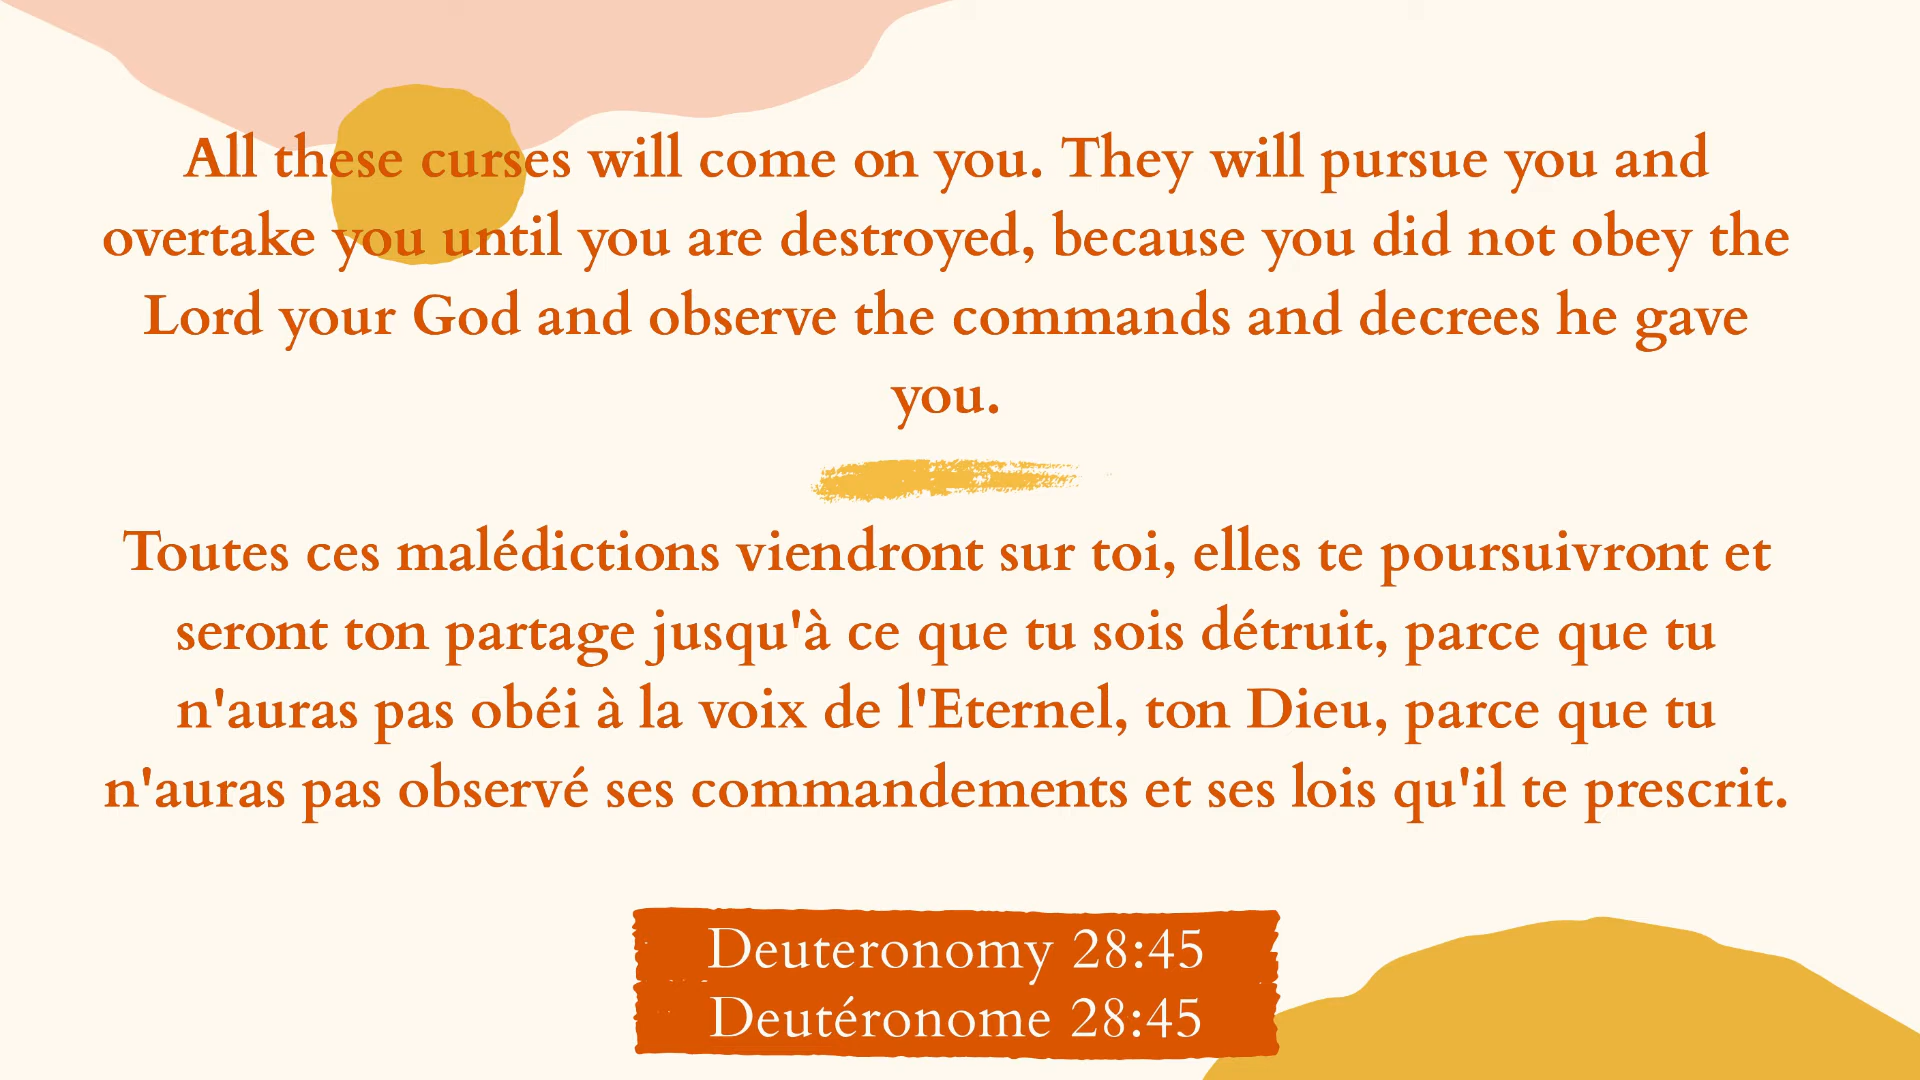 All these curses will come on you. They will pursue you and
overtake you until you are destroyed, because you did not obey the
Lord your God and observe the commands and decrees he gave
you.
Toutes ces malédictions viendront sur toi, elles te poursuivront et
seront ton partage jusqu'à ce que tu sois détruit, parce que tu
n'auras pas obéi à la voix de l'Eternel, ton Dieu, parce que tu
n'auras pas observé ses commandements et ses lois qu'il te prescrit.
Deuteronomy 28:45
Deutéronome 28:45